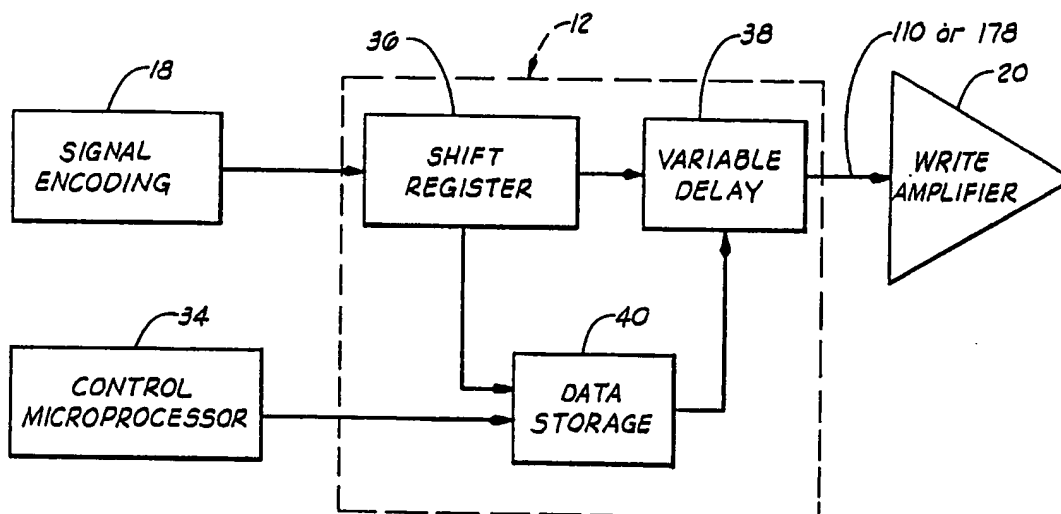 12
36
38
110 or 178
18
20
SIGNAL
ENCODING
SHIFT
REGISTER
VARIABLE
DELAY
WRITE
AMPLIFIER
34
40
CONTROL
MICROPROCESSOR
DATA
STORAGE